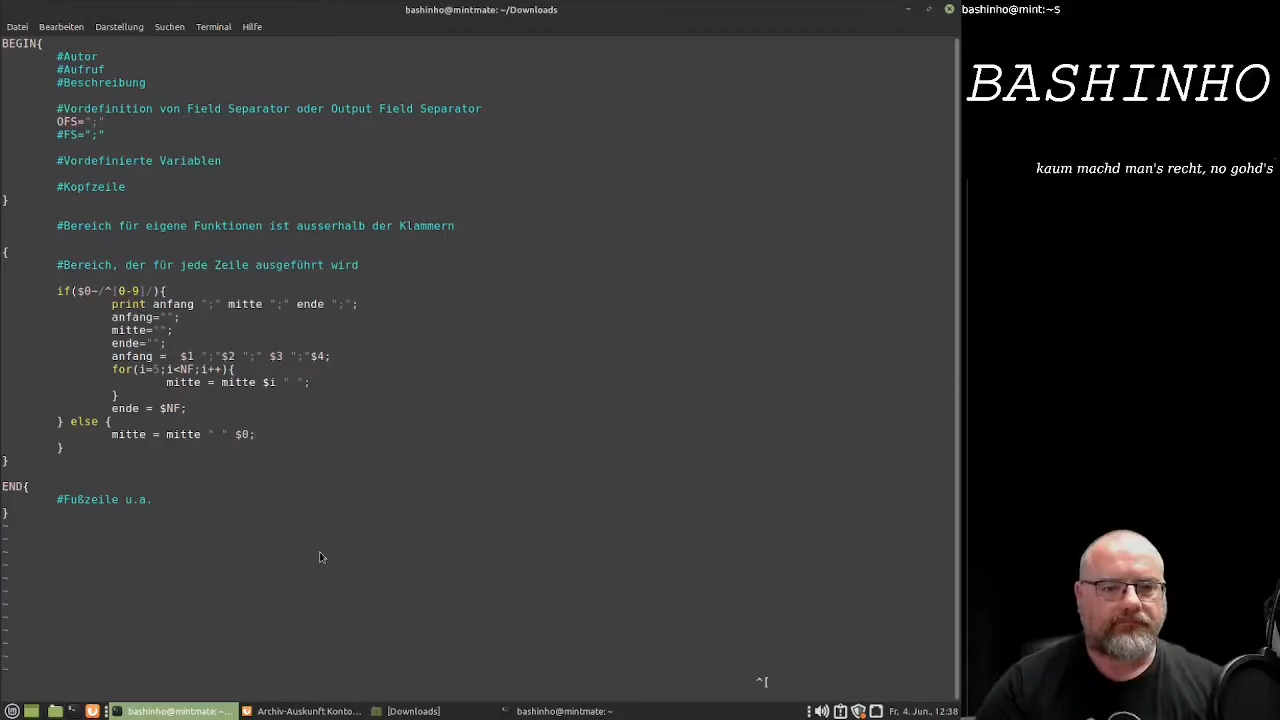 bashinho@mintmate: ~/Downloads
Datei Bearbeiten Darstellung Suchen Terminal Hilfe
BEGIN{
#Autor
#Aufruf
#Beschreibung
#Vordefinition von Field Separator oder Output Field Separator
OFS=";"
#FS=";"
#Vordefinierte Variablen
#Kopfzeile
}
#Bereich für eigene Funktionen ist ausserhalb der Klammern
{
#Bereich, der für jede Zeile ausgeführt wird
if($0~/^[0-9]/){
print anfang ";" mitte ";" ende ";";
anfang="";
mitte="";
ende="";
anfang =  $1 ";"$2 ";" $3 ";"$4;
for(i=5;i<NF;i++){
mitte = mitte $i " ";
}
ende = $NF;
} else {
mitte = mitte " " $0;
}
}
END{
#Fußzeile u.a.
}
~
~
~
~
~
~
~
~
~
~
~
~
^[
bashinho@mintmate: ~...
Archiv-Auskunft Konto...
[Downloads]
bashinho@mintmate: ~
Fr, 4. Jun., 12:38
bashinho@mint:~$
BASHINHO
kaum machd man's recht, no gohd's